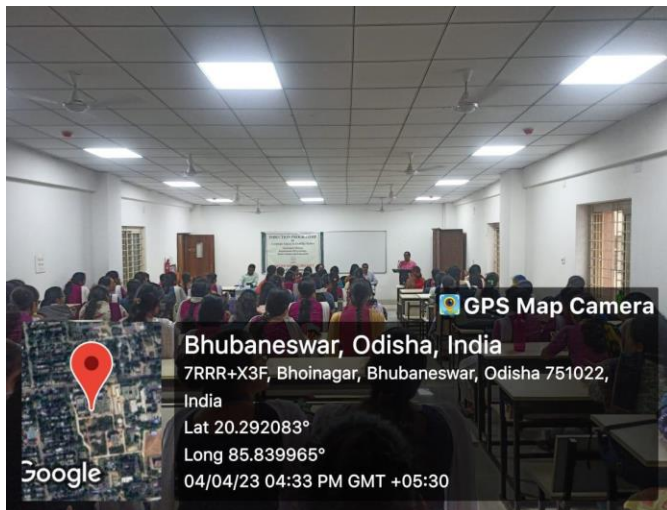 GPS Map Camera
Bhubaneswar, Odisha, India
7RRR+X3F, Bhoinagar, Bhubaneswar, Odisha 751022,
India
Lat 20.292083°
Long 85.839965°
04/04/23 04:33 PM GMT +05:30
Google